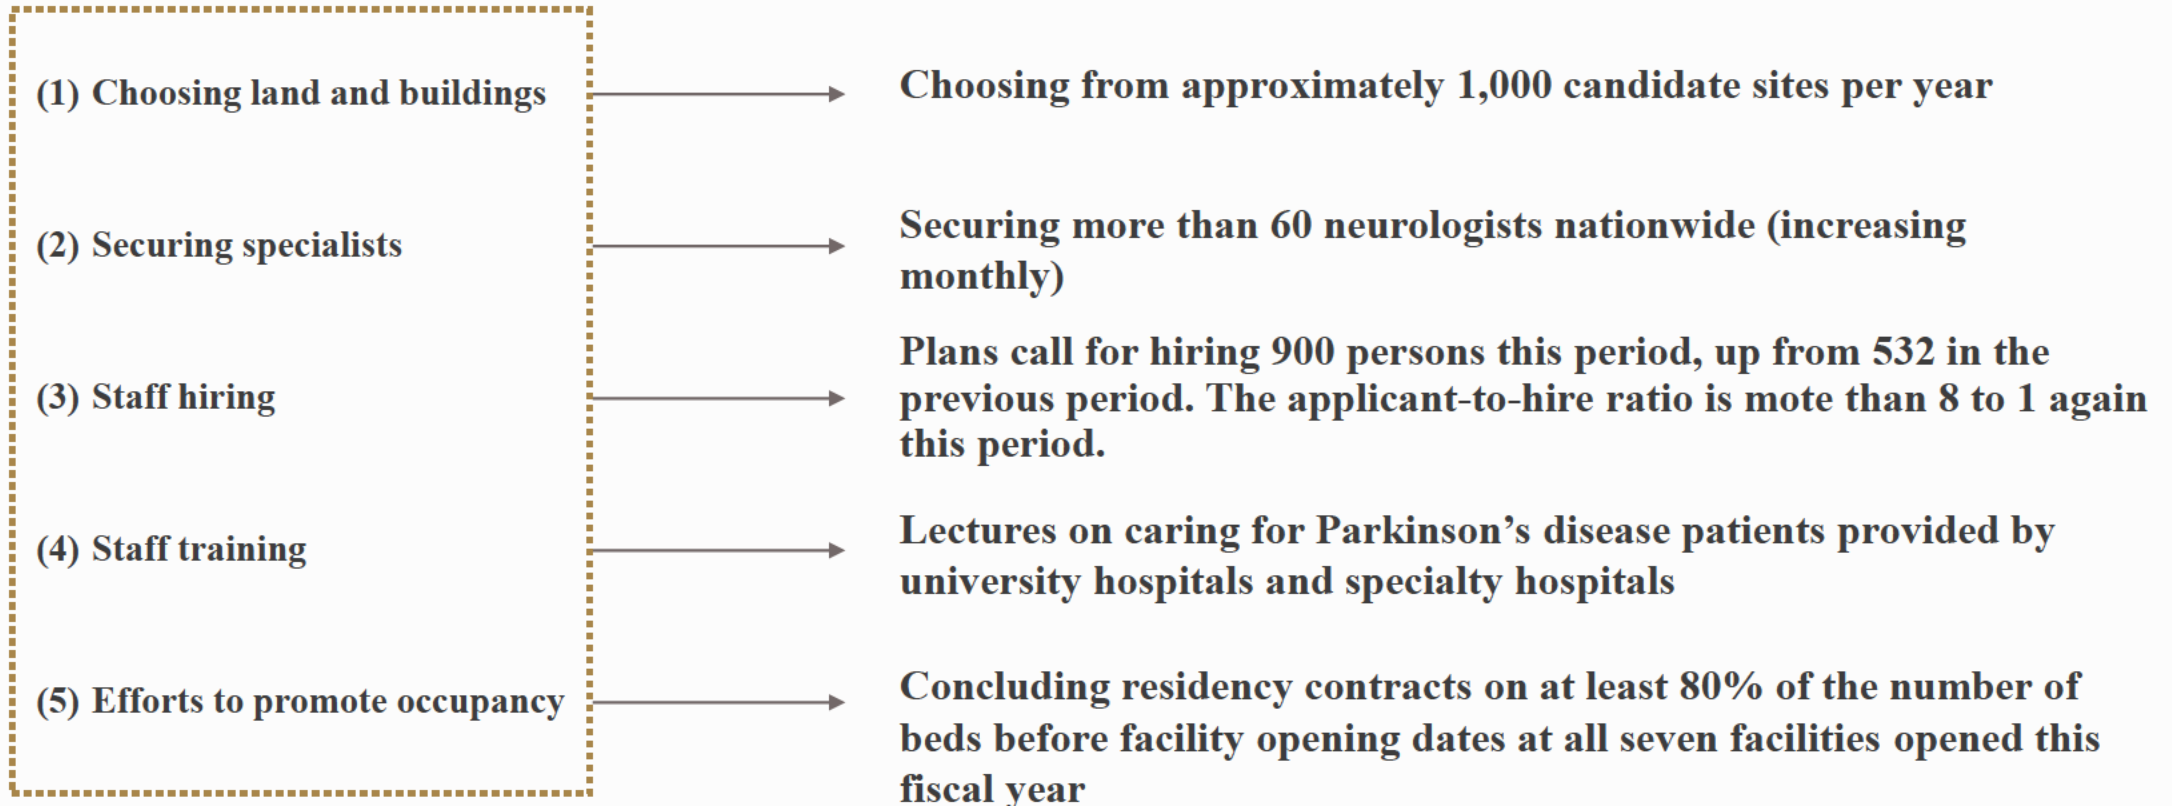 (1) Choosing land and buildings
Choosing from approximately 1,000 candidate sites per year
(2) Securing specialists
Securing more than 60 neurologists nationwide (increasing
monthly)
(3) Staff hiring
Plans call for hiring 900 persons this period, up from 532 in the
previous period. The applicant-to-hire ratio is mote than 8 to 1 again
this period.
(4) Staff training
Lectures on caring for Parkinson’s disease patients provided by
university hospitals and specialty hospitals
(5) Efforts to promote occupancy
Concluding residency contracts on at least 80% of the number of
beds before facility opening dates at all seven facilities opened this
fiscal year